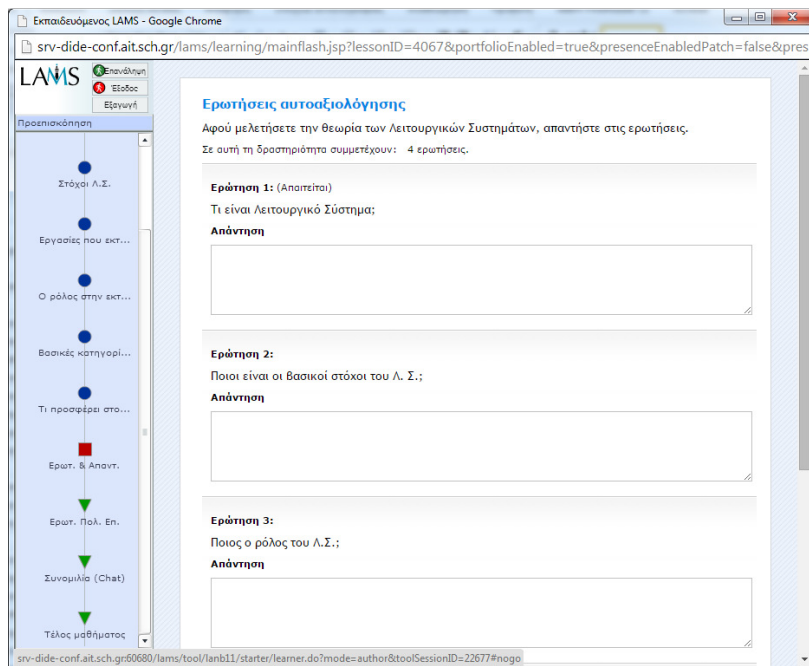 Εκπαιδευόμενος LAMS - Google Chrome
srv-dide-conf.ait.sch.gr/lams/learning/mainflash.jsp?lessonID=4067&portfolioEnabled=true&presenceEnabledPatch=false&pres
LAMS
Επανάληψη
Έξοδος
Εξαγωγή
Προεπισκόπηση
Στόχοι Λ.Σ.
Εργασίες που εκτ...
Ο ρόλος στην εκτ...
Βασικές κατηγορί...
Τι προσφέρει στο...
Ερωτ. & Απαντ.
Ερωτ. Πολ. Επ.
Συνομιλία (Chat)
Τέλος μαθήματος
Ερωτήσεις αυτοαξιολόγησης
Αφού μελετήσετε την θεωρία των Λειτουργικών Συστημάτων, απαντήστε στις ερωτήσεις.
Σε αυτή τη δραστηριότητα συμμετέχουν: 4 ερωτήσεις.
Ερώτηση 1: (Απαιτείται)
Τι είναι Λειτουργικό Σύστημα;
Απάντηση
Ερώτηση 2:
Ποιοι είναι οι Βασικοί στόχοι του Λ. Σ.;
Απάντηση
Ερώτηση 3:
Ποιος ο ρόλος του Λ.Σ.;
Απάντηση
srv-dide-conf.ait.sch.gr:60680/lams/tool/lanb11/starter/learner.do?mode=author&toolSessionID=22677#nogo